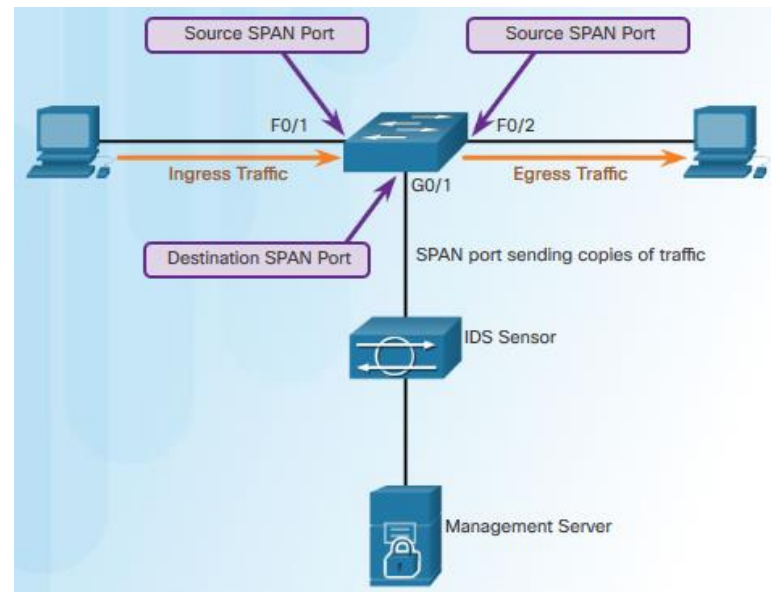 Source SPAN Port
Source SPAN Port
F0/1
F0/2
Ingress Traffic
Egress Traffic
G0/1
Destination SPAN Port
SPAN port sending copies of traffic
IDS Sensor
Management Server